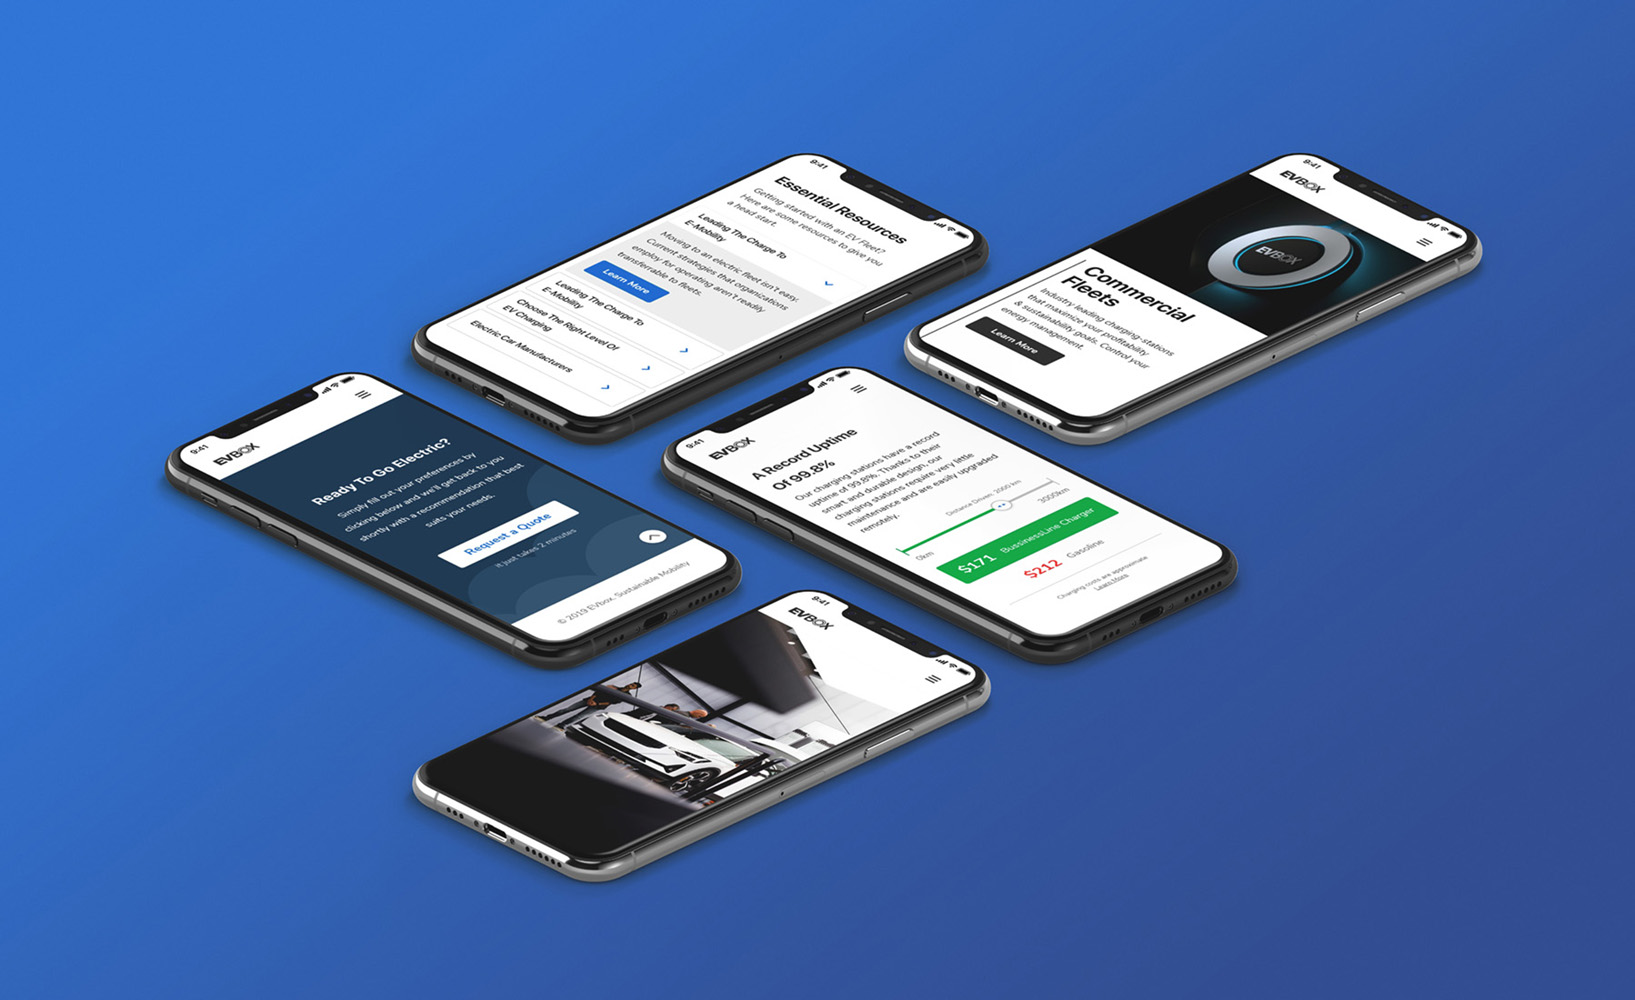 9:41
Essential Resources
Getting started with an EV Fleet?
Here are some resources to give you
a head start.
Leading The Charge To
E-Mobility
Moving to an electric fleet isn't easy.
Current strategies that organizations
employ for operating aren't readily
transferrable to fleets.
Learn More
Leading The Charge To
E-Mobility
Choose The Right Level Of
EV Charging
Electric Car Manufacturers
9:41
EVBOX
EVBOX
Commercial
Fleets
Industry leading charging-stations
that maximize your profitability
& sustainability goals. Control your
energy management.
Learn More
9:41
EVBOX
Ready To Go Electric?
Simply fill out your preferences by
clicking below and we'll get back to you
shortly with a recommendation that best
suits your needs.
Request a Quote
It just takes 2 minutes
© 2019 EVBox. Sustainable Mobility
9:41
EVBOX
A Record Uptime
Of 99.8%
Our charging stations have a record
uptime of 99.8%. Thanks to their
smart and durable design, our
charging stations require very little
maintenance and are easily upgraded
remotely.
Distance Driven: 2000 km
0km
3000km
$171 BussinessLine Charger
$212 Gasoline
Charging costs are approximate
Learn More
9:41
EVBOX